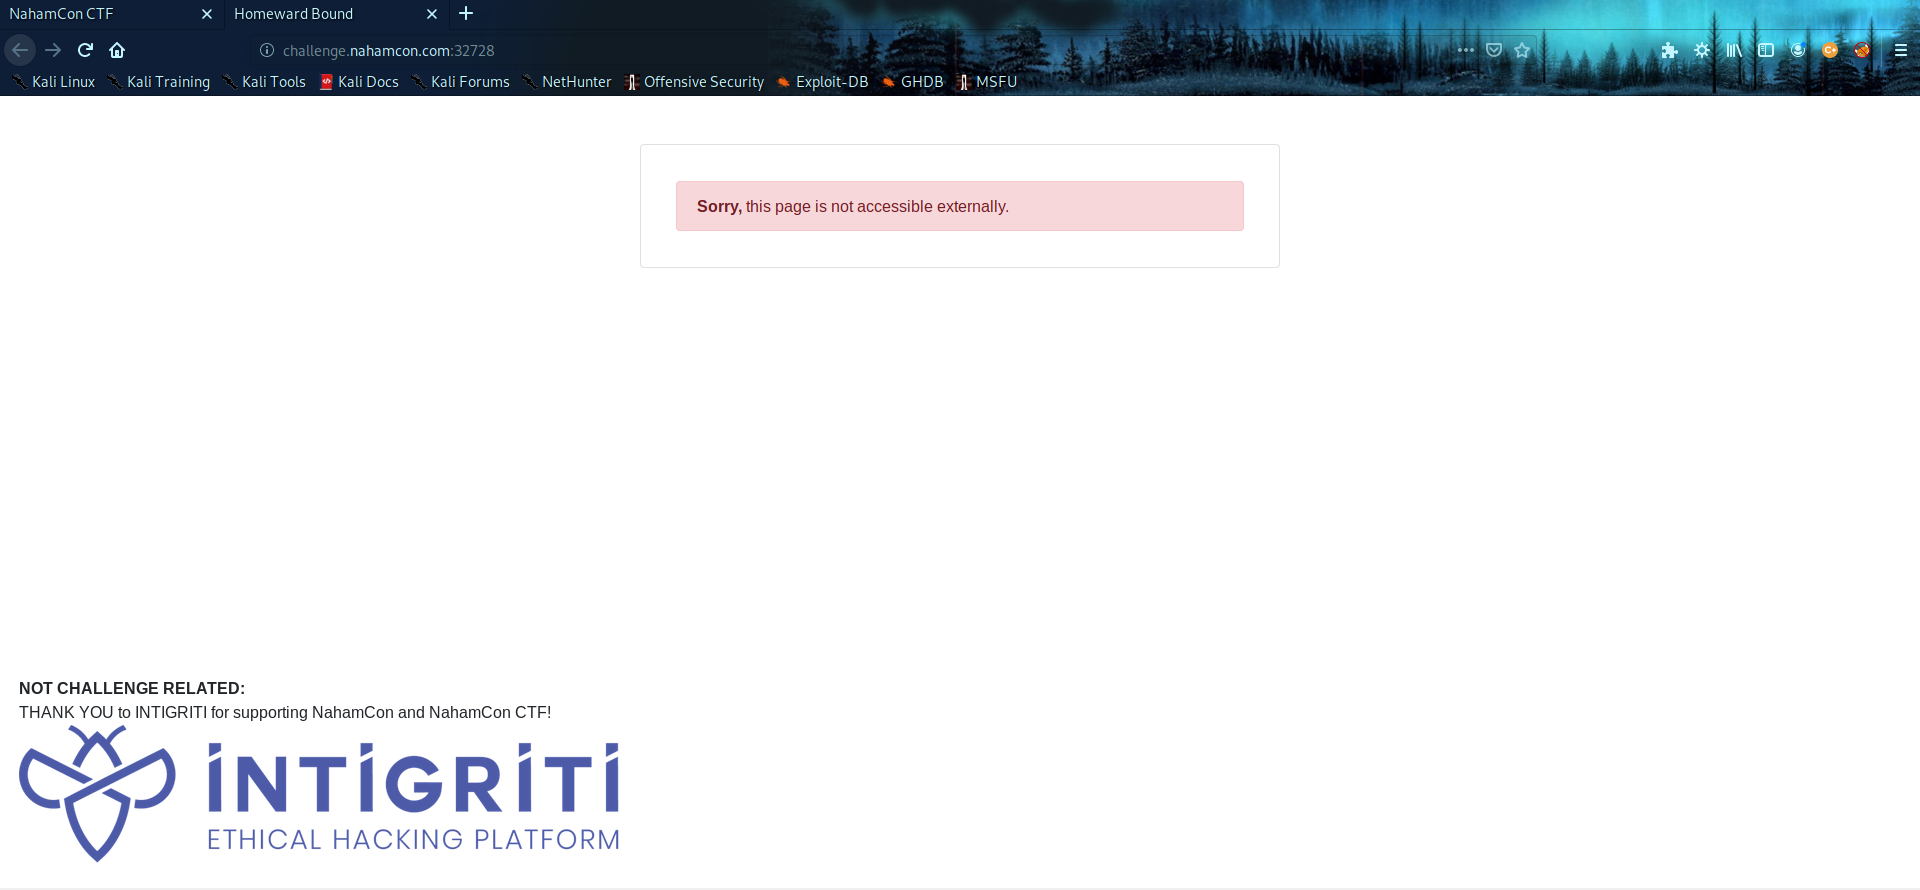 NahamCon CTF
Homeward Bound
challenge.nahamcon.com:32728
Kali Linux Kali Training Kali Tools Kali Docs Kali Forums NetHunter Offensive Security Exploit-DB GHDB MSFU
Sorry, this page is not accessible externally.
NOT CHALLENGE RELATED:
THANK YOU to INTIGRITI for supporting NahamCon and NahamCon CTF!
INTIGRITI
ETHICAL HACKING PLATFORM